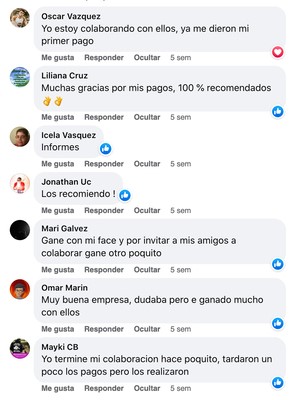 Oscar Vazquez
Yo estoy colaborando con ellos, ya me dieron mi
primer pago
Me gusta Responder Ocultar 5 sem
Liliana Cruz
Muchas gracias por mis pagos, 100 % recomendados
👌👌
Me gusta Responder Ocultar 5 sem
Icela Vasquez
Informes
Me gusta Responder Ocultar 5 sem
Jonathan Uc
Los recomiendo !
Me gusta Responder Ocultar 5 sem
Mari Galvez
Gane con mi face y por invitar a mis amigos a
colaborar gane otro poquito
Me gusta Responder Ocultar 5 sem
Omar Marin
Muy buena empresa, dudaba pero e ganado mucho
con ellos
Me gusta Responder Ocultar 5 sem
Mayki CB
Yo termine mi colaboracion hace poquito, tardaron un
poco los pagos pero los realizaron
Me gusta Responder Ocultar 5 sem